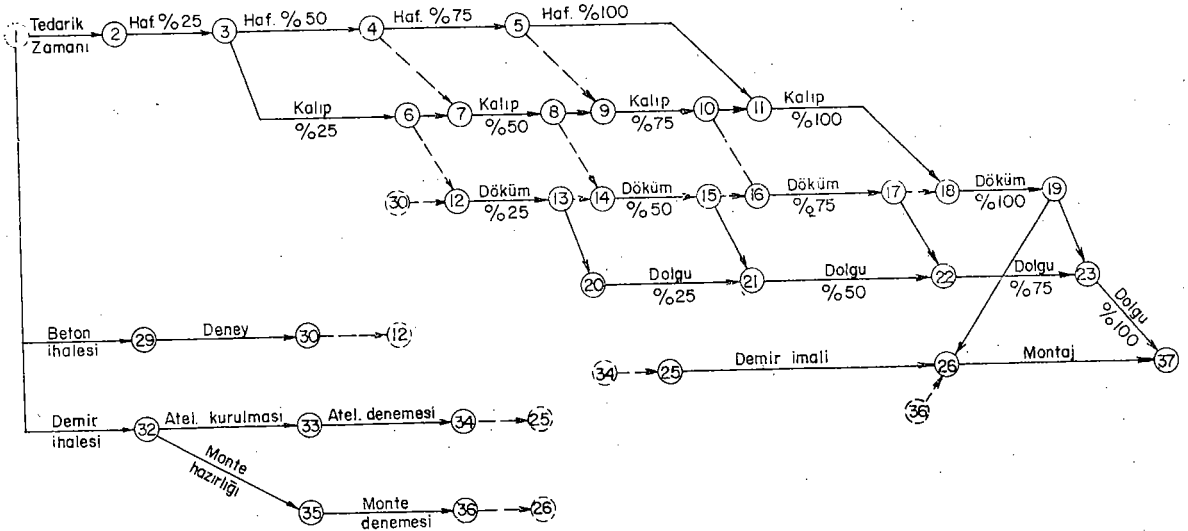 1 Tedarik Zamanı 2 Haf. %25 3 Haf. %50 4 Haf. %75 5 Haf. %100
Kalıp %25 6 7 Kalıp %50 8 9 Kalıp %75 10 11 Kalıp %100
30 12 Döküm %25 13 14 Döküm %50 15 16 Döküm %75 17 18 Döküm %100 19
20 Dolgu %25 21 Dolgu %50 22 Dolgu %75 23 Dolgu %100
Beton ihalesi 29 Deney 30 12
34 25 Demir imali 26 Montaj 37
36
Demir ihalesi 32 Atel. kurulması 33 Atel. denemesi 34 25
Monte hazırlığı
35 Monte denemesi 36 26